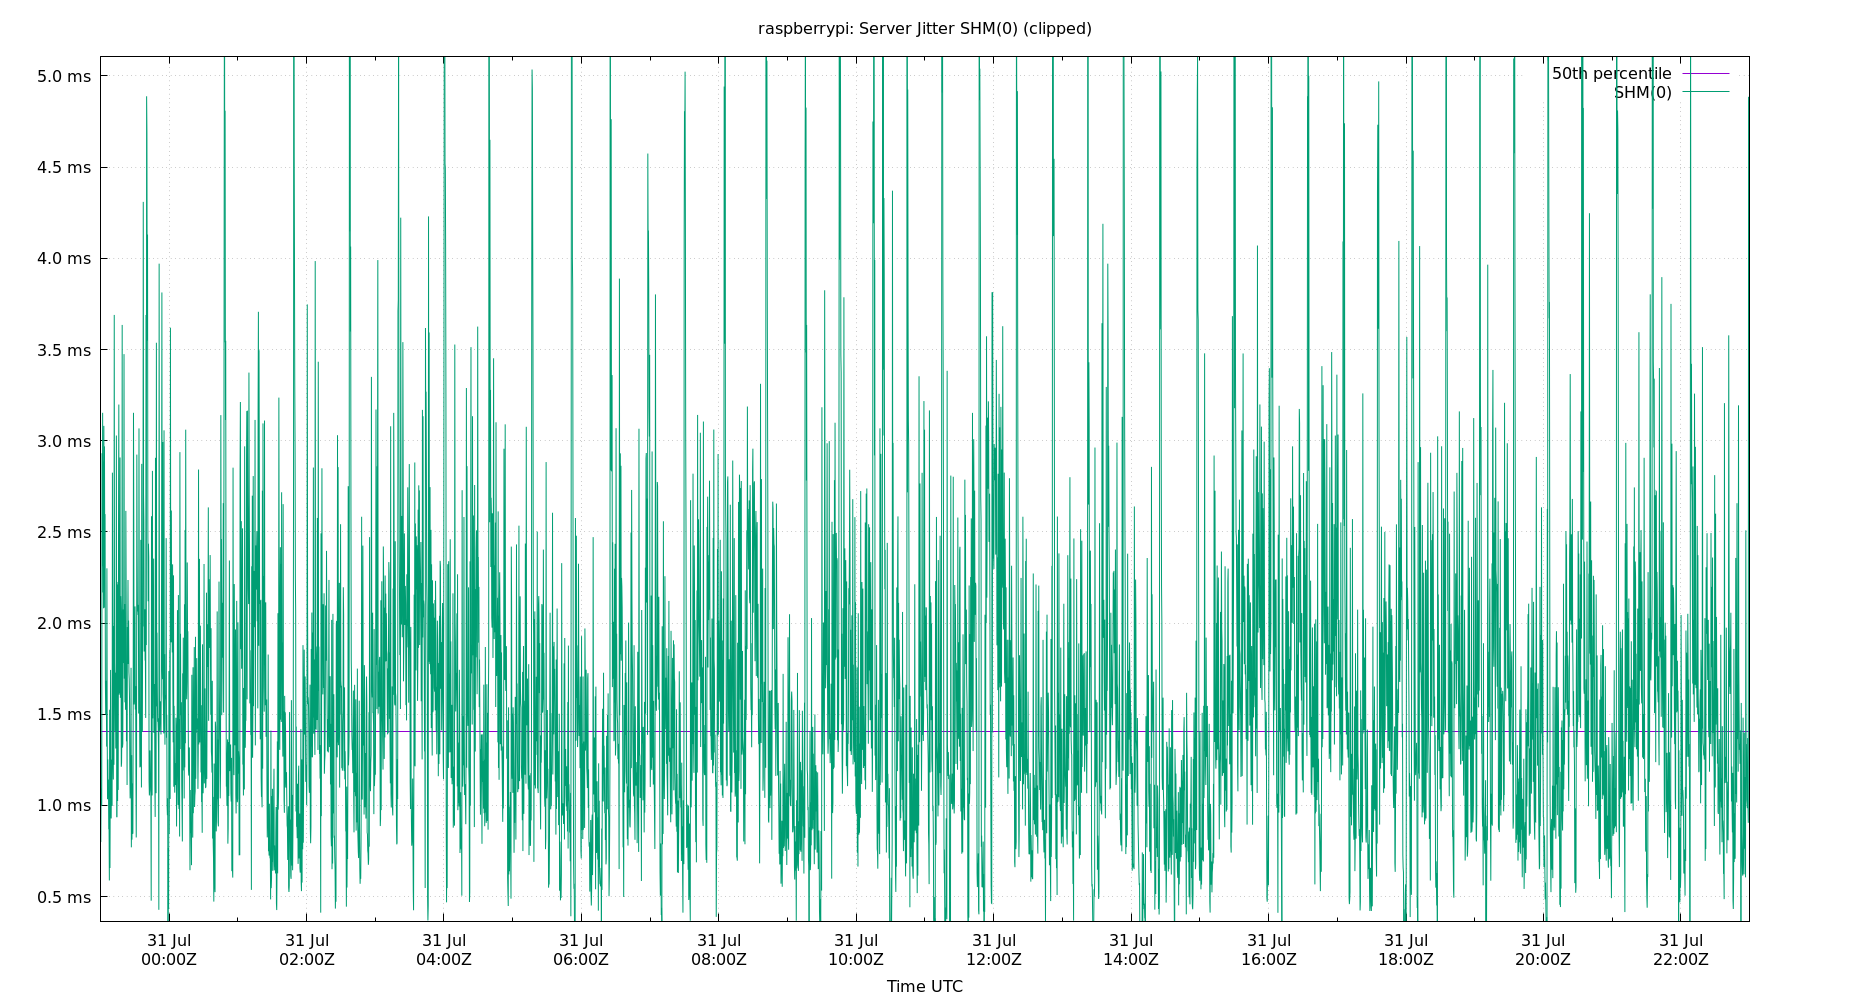 raspberrypi: Server Jitter SHM(0) (clipped)
5.0 ms
4.5 ms
4.0 ms
3.5 ms
3.0 ms
2.5 ms
2.0 ms
1.5 ms
1.0 ms
0.5 ms
50th percentile
SHM(0)
31 Jul 31 Jul 31 Jul 31 Jul 31 Jul 31 Jul 31 Jul 31 Jul 31 Jul 31 Jul 31 Jul 31 Jul
00:00Z 02:00Z 04:00Z 06:00Z 08:00Z 10:00Z 12:00Z 14:00Z 16:00Z 18:00Z 20:00Z 22:00Z
Time UTC